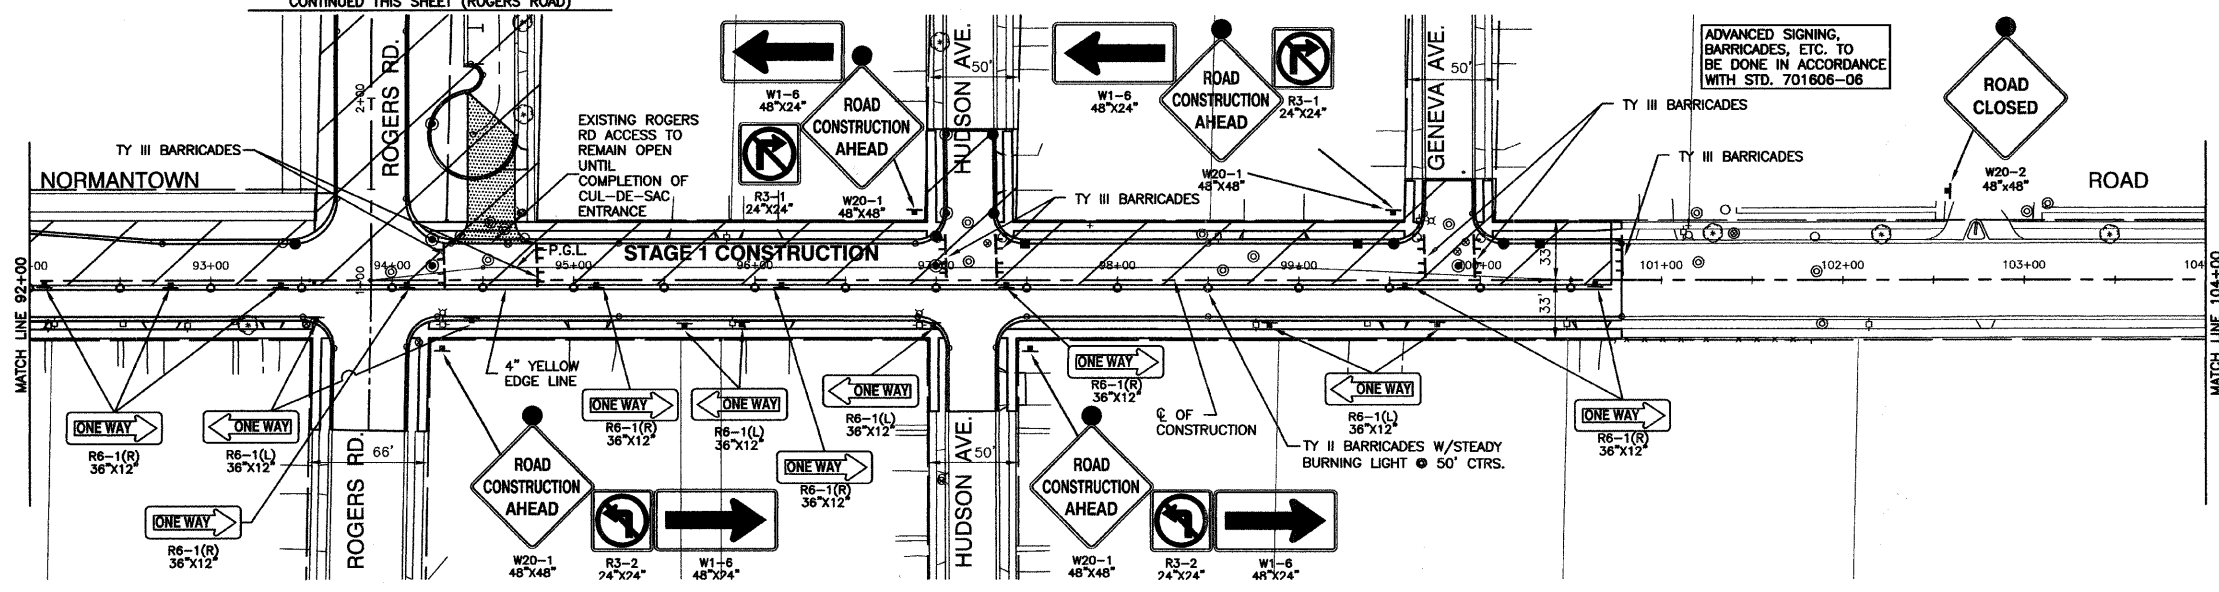 CONTINUED THIS SHEET (ROGERS ROAD)
ROGERS RD.
2+00
1+00
TY III BARRICADES
NORMANTOWN
EXISTING ROGERS
RD ACCESS TO
REMAIN OPEN
UNTIL
COMPLETION OF
CUL-DE-SAC
ENTRANCE
W1-6
48"X24"
ROAD
CONSTRUCTION
AHEAD
R3-1
24"X24"
W20-1
48"X48"
HUDSON AVE.
50'
TY III BARRICADES
W1-6
48"X24"
ROAD
CONSTRUCTION
AHEAD
R3-1
24"X24"
W20-1
48"X48"
GENEVA AVE.
50'
TY III BARRICADES
TY III BARRICADES
ADVANCED SIGNING,
BARRICADES, ETC. TO
BE DONE IN ACCORDANCE
WITH STD. 701606-06
ROAD
CLOSED
W20-2
48"x48"
ROAD
P.G.L.
STAGE 1 CONSTRUCTION
93+00
94+00
95+00
96+00
98+00
99+00
101+00
102+00
103+00
33'
33'
MATCH LINE 92+00
MATCH LINE 104+00
ONE WAY
R6-1(R)
36"X12"
ONE WAY
R6-1(L)
36"X12"
ONE WAY
R6-1(R)
36"X12"
ROGERS RD.
66'
4" YELLOW
EDGE LINE
ROAD
CONSTRUCTION
AHEAD
W20-1
48"X48"
R3-2
24"X24"
W1-6
48"X24"
ONE WAY
R6-1(R)
36"X12"
ONE WAY
R6-1(L)
36"X12"
ONE WAY
R6-1(R)
36"X12"
ONE WAY
R6-1(L)
36"X12"
HUDSON AVE.
50'
ONE WAY
R6-1(R)
36"X12"
ROAD
CONSTRUCTION
AHEAD
W20-1
48"X48"
R3-2
24"X24"
W1-6
48"X24"
℄ OF
CONSTRUCTION
ONE WAY
R6-1(L)
36"X12"
TY II BARRICADES W/STEADY
BURNING LIGHT @ 50' CTRS.
ONE WAY
R6-1(R)
36"X12"